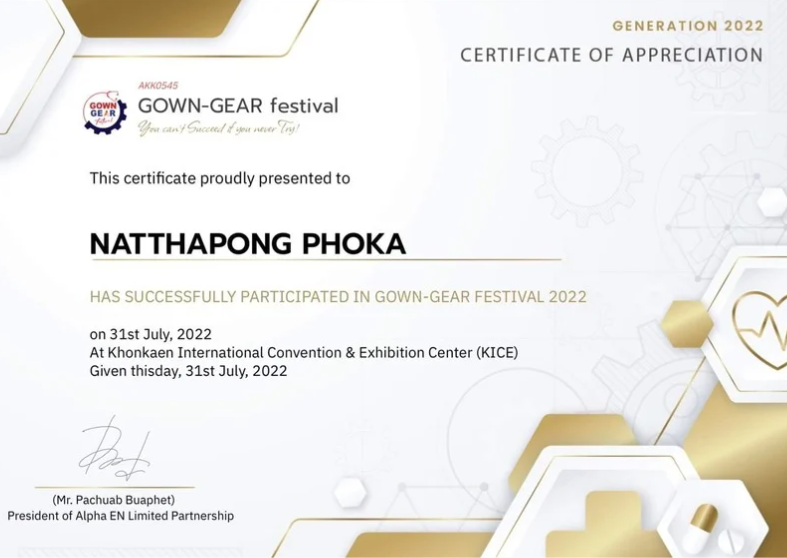 GENERATION 2022
CERTIFICATE OF APPRECIATION
AKK0545
GOWN GEAR festival
GOWN-GEAR festival
You can't Succeed if you never Try!
This certificate proudly presented to
NATTHAPONG PHOKA
HAS SUCCESSFULLY PARTICIPATED IN GOWN-GEAR FESTIVAL 2022
on 31st July, 2022
At Khonkaen International Convention & Exhibition Center (KICE)
Given thisday, 31st July, 2022
(Mr. Pachuab Buaphet)
President of Alpha EN Limited Partnership